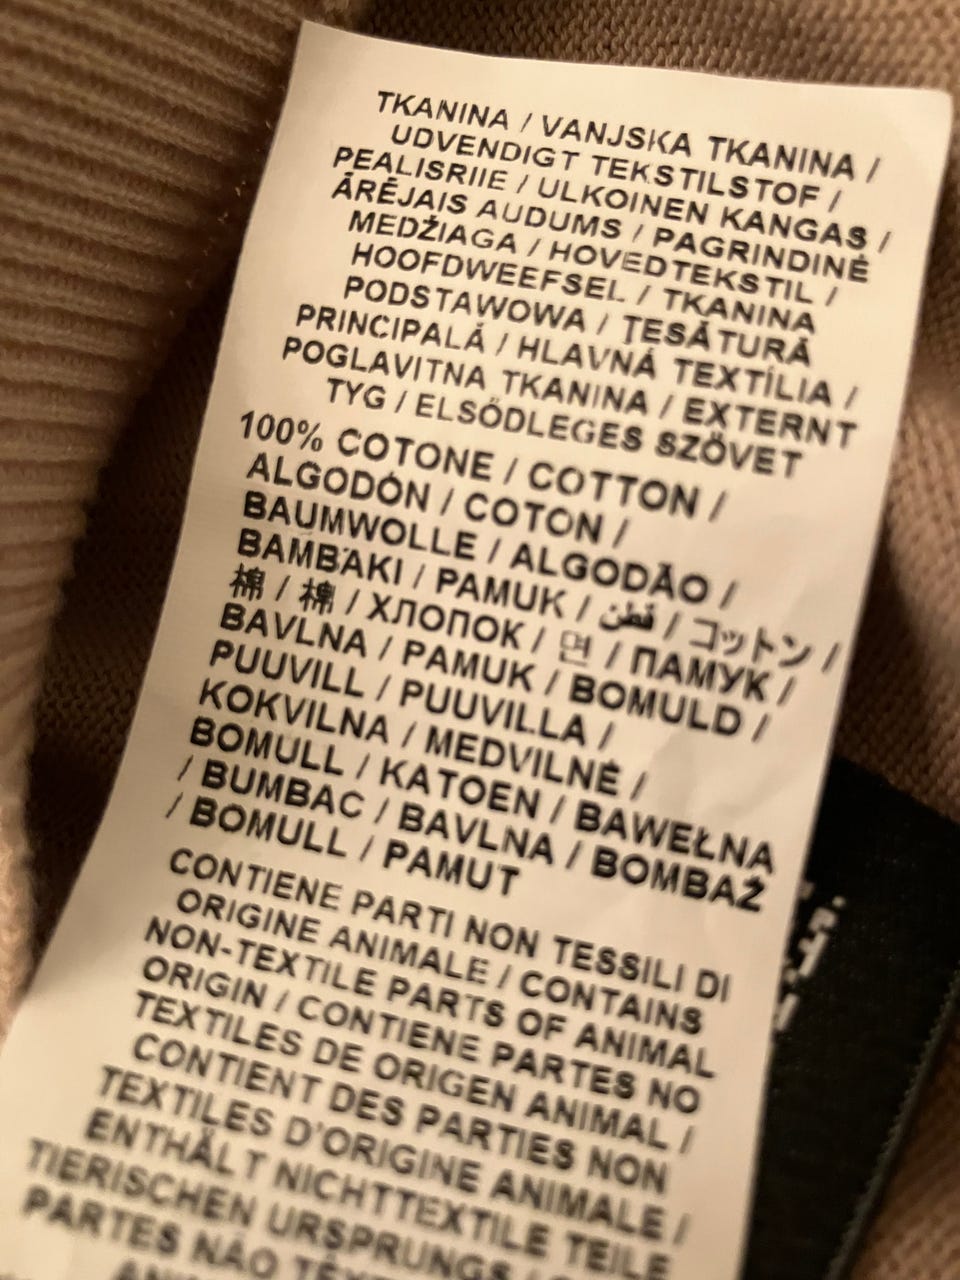 TKANINA / VANJSKA TKANINA /
UDVENDIGT TEKSTILSTOF /
PEALISRIIE / ULKOINEN KANGAS /
ĀRĒJAIS AUDUMS / PAGRINDINĖ
MEDŽIAGA / HOVEDTEKSTIL /
HOOFDWEEFSEL / TKANINA
PODSTAWOWA / ŢESĂTURĂ
PRINCIPALĂ / HLAVNÁ TEXTÍLIA /
POGLAVITNA TKANINA / EXTERNT
TYG / ELSŐDLEGES SZÖVET
100% COTONE / COTTON /
ALGODÓN / COTON /
BAUMWOLLE / ALGODÃO /
BAMBAKI / PAMUK / قطن / コットン /
棉 / 棉 / ХЛОПОК / 면 / ПАМУК /
BAVLNA / PAMUK / BOMULD /
PUUVILL / PUUVILLA /
KOKVILNA / MEDVILNĖ /
BOMULL / KATOEN / BAWEŁNA
/ BUMBAC / BAVLNA / BOMBAŽ
/ BOMULL / PAMUT
CONTIENE PARTI NON TESSILI DI
ORIGINE ANIMALE / CONTAINS
NON-TEXTILE PARTS OF ANIMAL
ORIGIN / CONTIENE PARTES NO
TEXTILES DE ORIGEN ANIMAL /
CONTIENT DES PARTIES NON
TEXTILES D'ORIGINE ANIMALE /
ENTHÄLT NICHTTEXTILE TEILE
TIERISCHEN URSPRUNGS /
PARTES NÃO